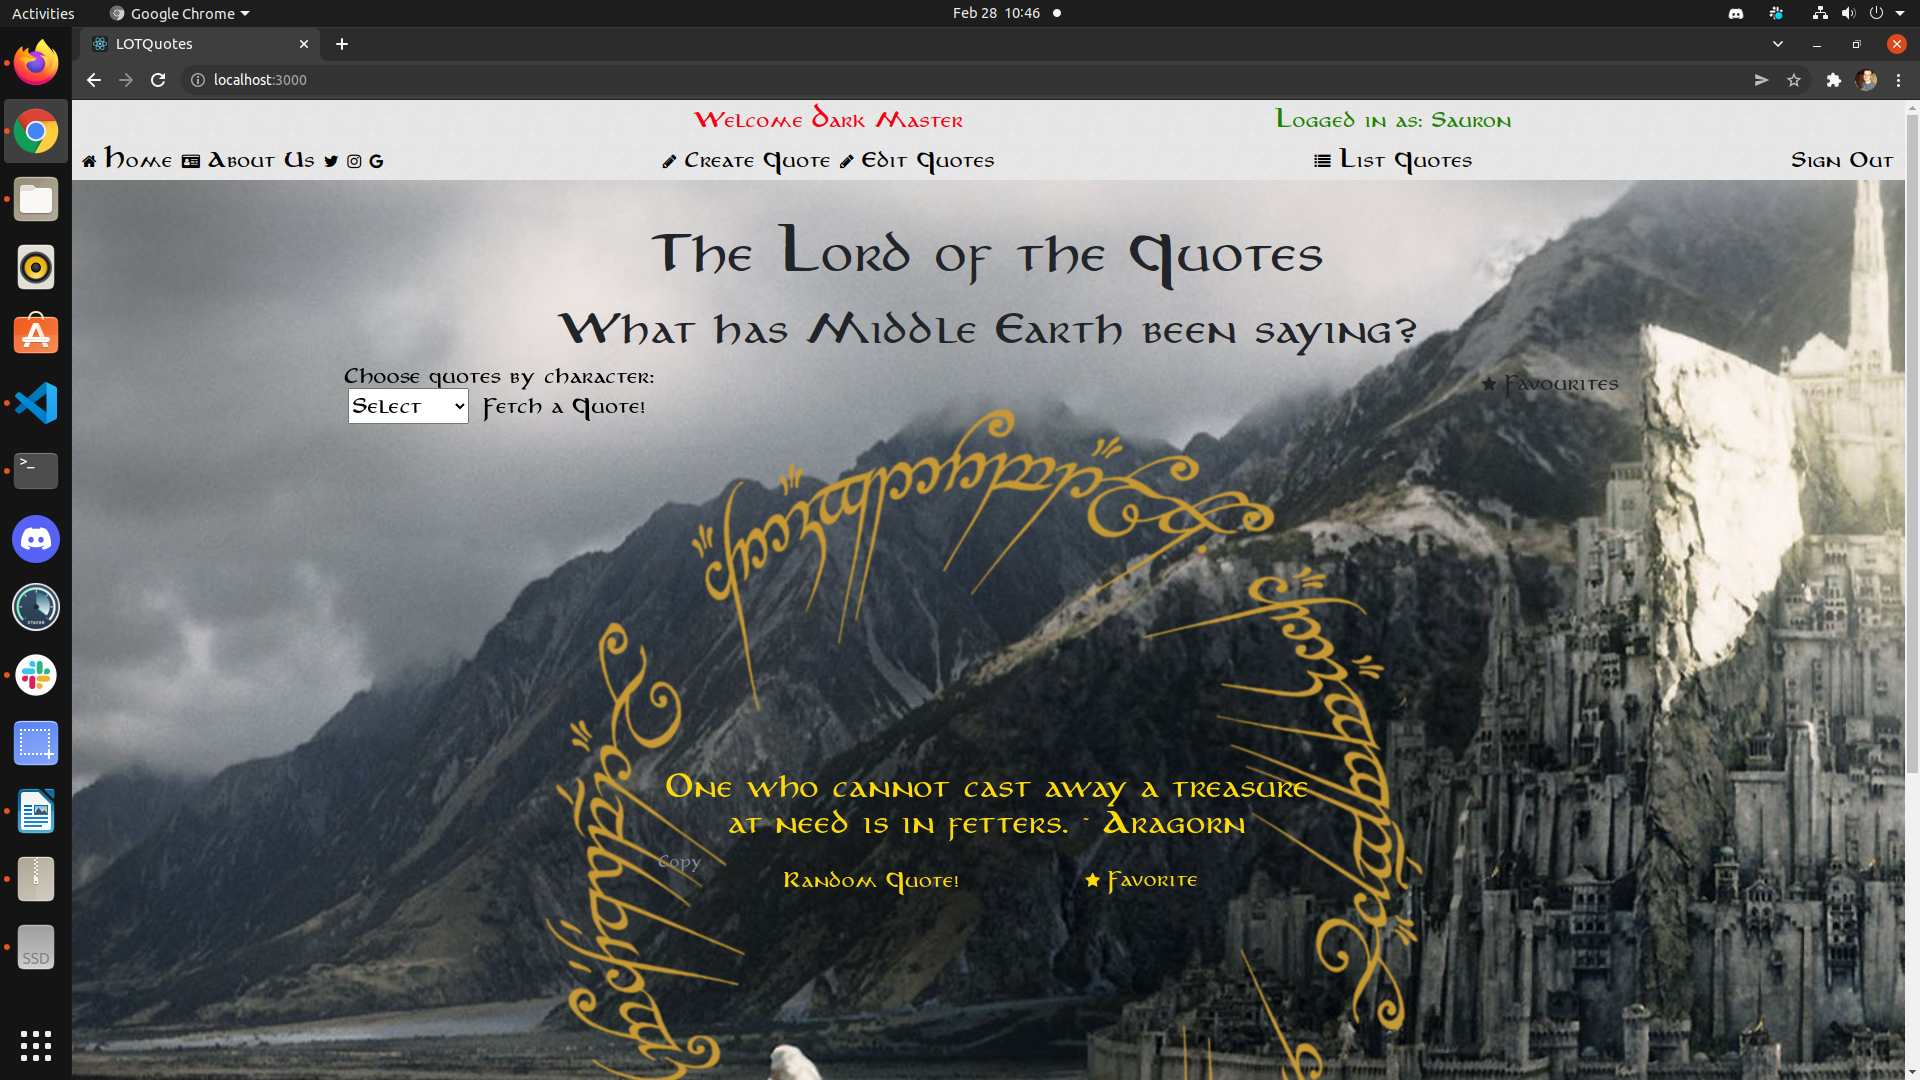 Activities Google Chrome Feb 28 10:46
LOTQuotes
localhost:3000
Welcome Dark Master Logged in as: Sauron
Home About Us Create Quote Edit Quotes List Quotes Sign Out
The Lord of the Quotes
What has Middle Earth been saying?
Choose quotes by character:
Favourites
Select Fetch a Quote!
One who cannot cast away a treasure
at need is in fetters. - Aragorn
Copy
Random Quote! Favorite
>_
STACER
SSD